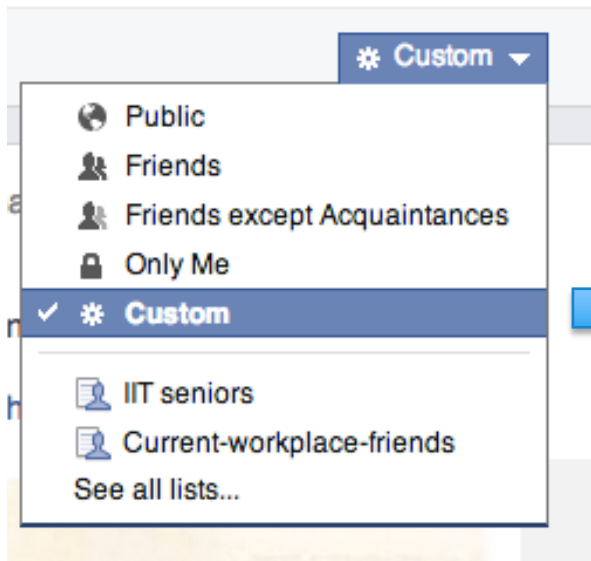 Custom
Public
Friends
Friends except Acquaintances
Only Me
Custom
IIT seniors
Current-workplace-friends
See all lists...